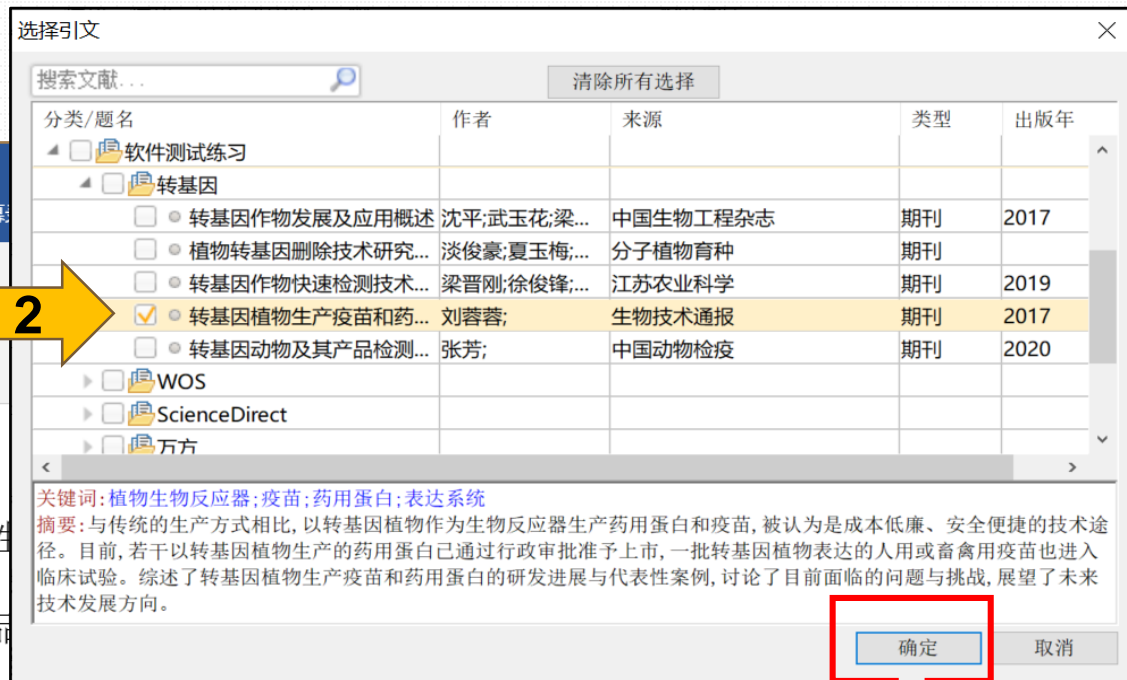 选择引文
搜索文献...
清除所有选择
分类/题名 作者 来源 类型 出版年
软件测试练习
转基因
转基因作物发展及应用概述 沈平;武玉花;梁... 中国生物工程杂志 期刊 2017
植物转基因删除技术研究... 淡俊豪;夏玉梅;... 分子植物育种 期刊
转基因作物快速检测技术... 梁晋刚;徐俊锋;... 江苏农业科学 期刊 2019
2 转基因植物生产疫苗和药... 刘蓉蓉; 生物技术通报 期刊 2017
转基因动物及其产品检测... 张芳; 中国动物检疫 期刊 2020
WOS
ScienceDirect
万方
关键词:植物生物反应器;疫苗;药用蛋白;表达系统
摘要:与传统的生产方式相比,以转基因植物作为生物反应器生产药用蛋白和疫苗,被认为是成本低廉、安全便捷的技术途
径。目前,若干以转基因植物生产的药用蛋白已通过行政审批准予上市,一批转基因植物表达的人用或畜禽用疫苗也进入
临床试验。综述了转基因植物生产疫苗和药用蛋白的研发进展与代表性案例,讨论了目前面临的问题与挑战,展望了未来
技术发展方向。
确定 取消